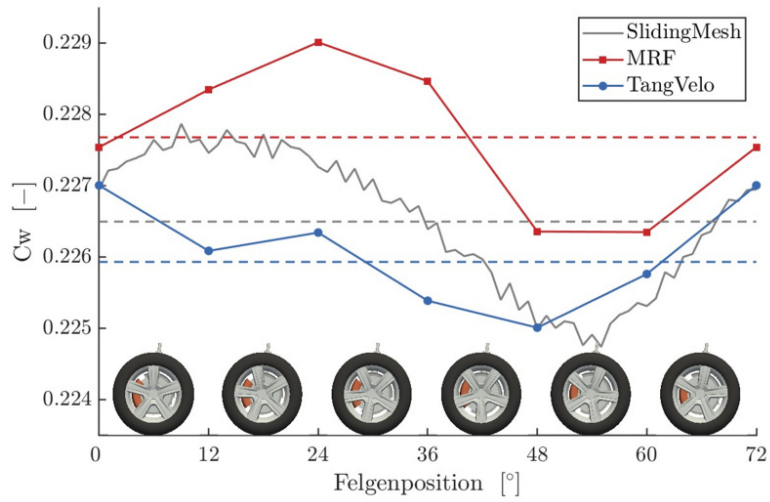 SlidingMesh
MRF
TangVelo
0.229
0.228
0.227
0.226
0.225
0.224
Cw [−]
0 12 24 36 48 60 72
Felgenposition [°]